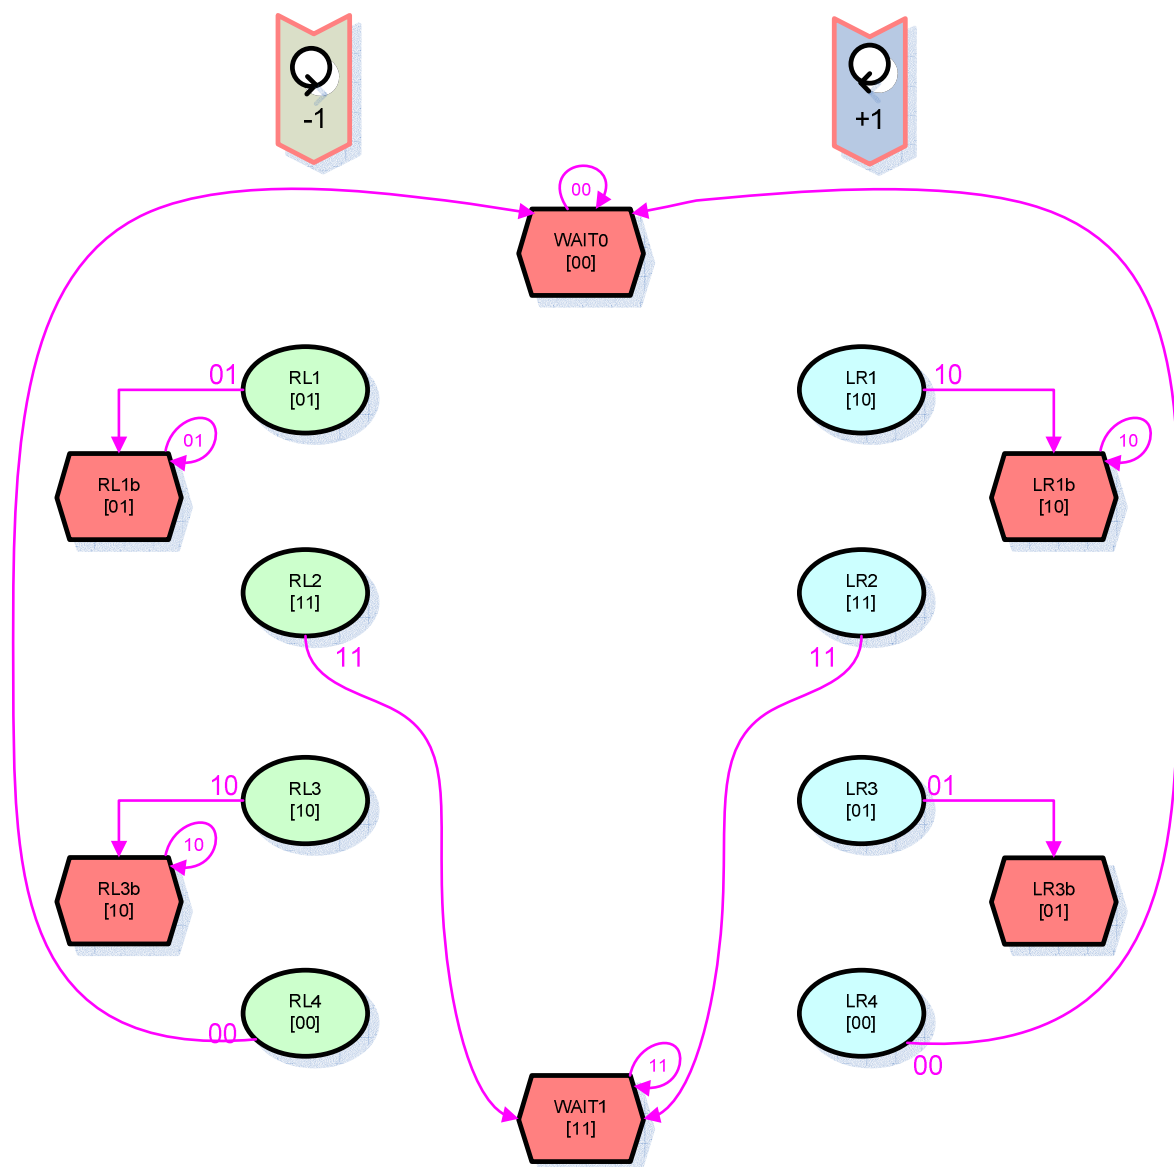 -1
+1
00
WAIT0
[00]
01
RL1
[01]
LR1
[10]
10
01
RL1b
[01]
10
LR1b
[10]
RL2
[11]
LR2
[11]
11
11
10
RL3
[10]
LR3
[01]
01
10
RL3b
[10]
LR3b
[01]
RL4
[00]
LR4
[00]
00
00
11
WAIT1
[11]